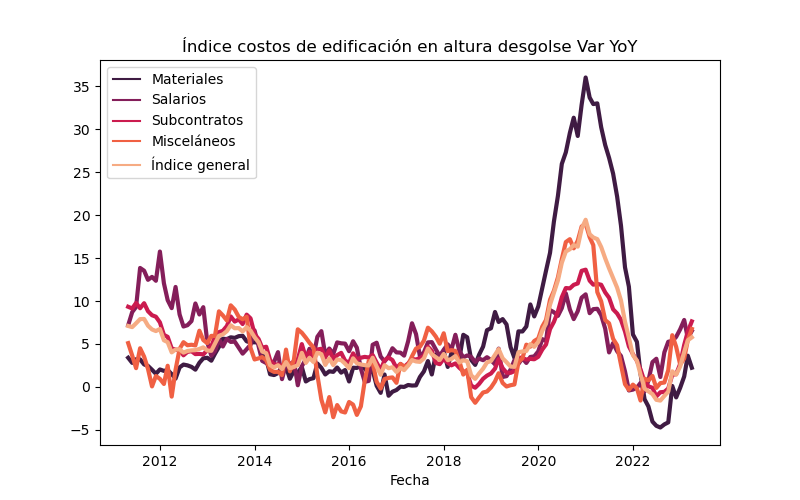 Índice costos de edificación en altura desgolse Var YoY
Materiales
Salarios
Subcontratos
Misceláneos
Índice general
35
30
25
20
15
10
5
0
−5
2012 2014 2016 2018 2020 2022
Fecha